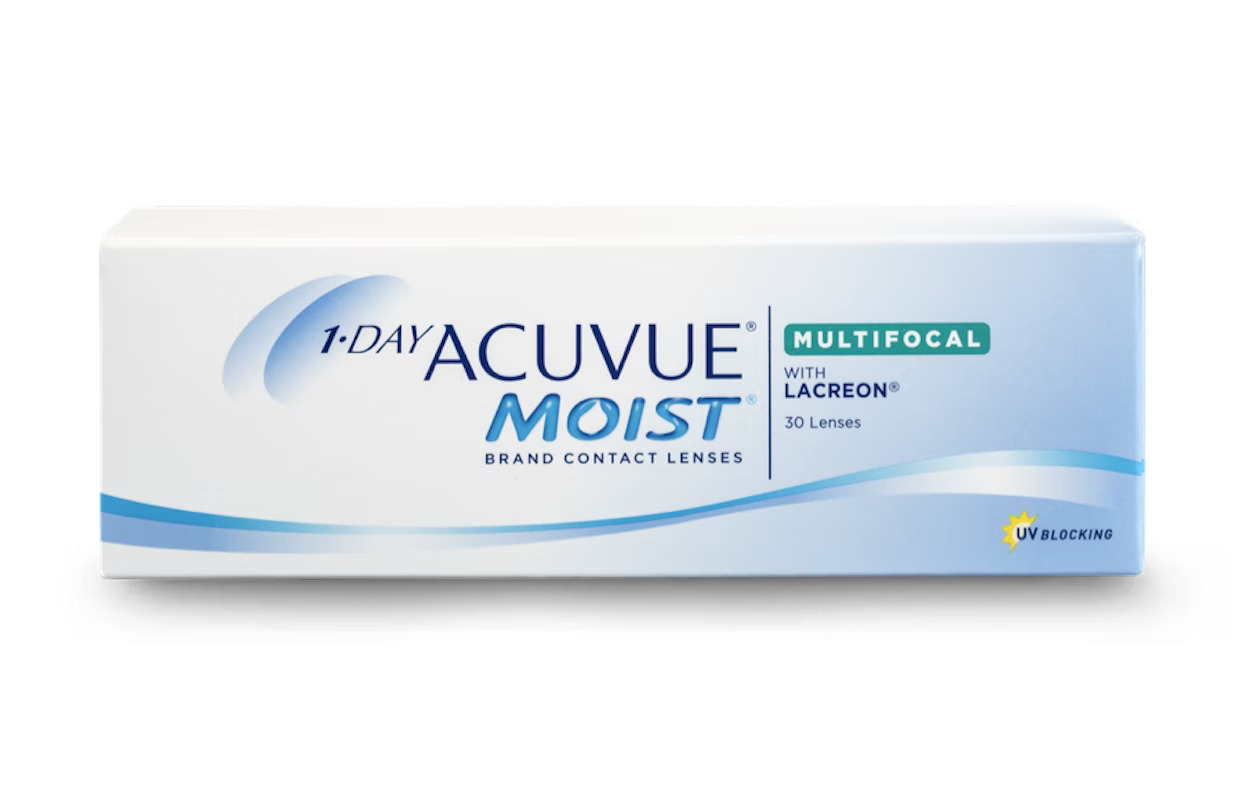 1·DAY ACUVUE®
MOIST®
BRAND CONTACT LENSES
MULTIFOCAL
WITH
LACREON®
30 Lenses
UV BLOCKING